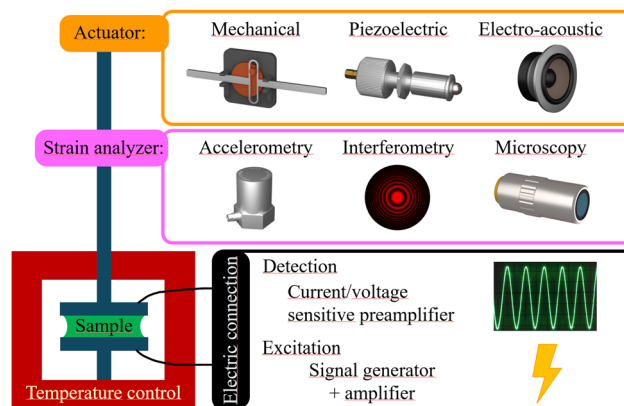 Actuator:
Mechanical
Piezoelectric
Electro-acoustic
Strain analyzer:
Accelerometry
Interferometry
Microscopy
Sample
Temperature control
Electric connection
Detection
Current/voltage
sensitive preamplifier
Excitation
Signal generator
+ amplifier